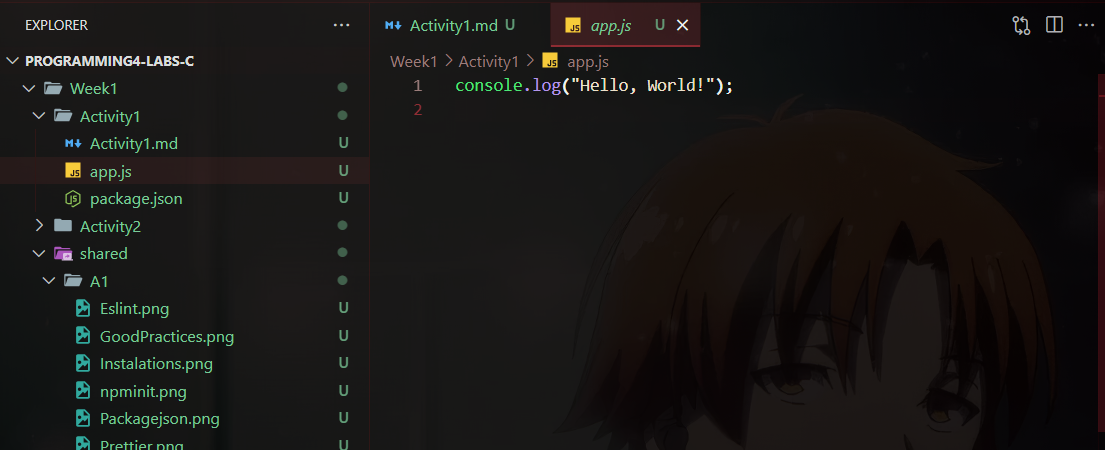 EXPLORER
PROGRAMMING4-LABS-C
Week1
Activity1
Activity1.md U
app.js U
package.json U
Activity2
shared
A1
Eslint.png U
GoodPractices.png U
Instalations.png U
npminit.png U
Packagejson.png U
Prettier.png U
Activity1.md U
JS app.js U
Week1 > Activity1 > JS app.js
1 console.log("Hello, World!");
2